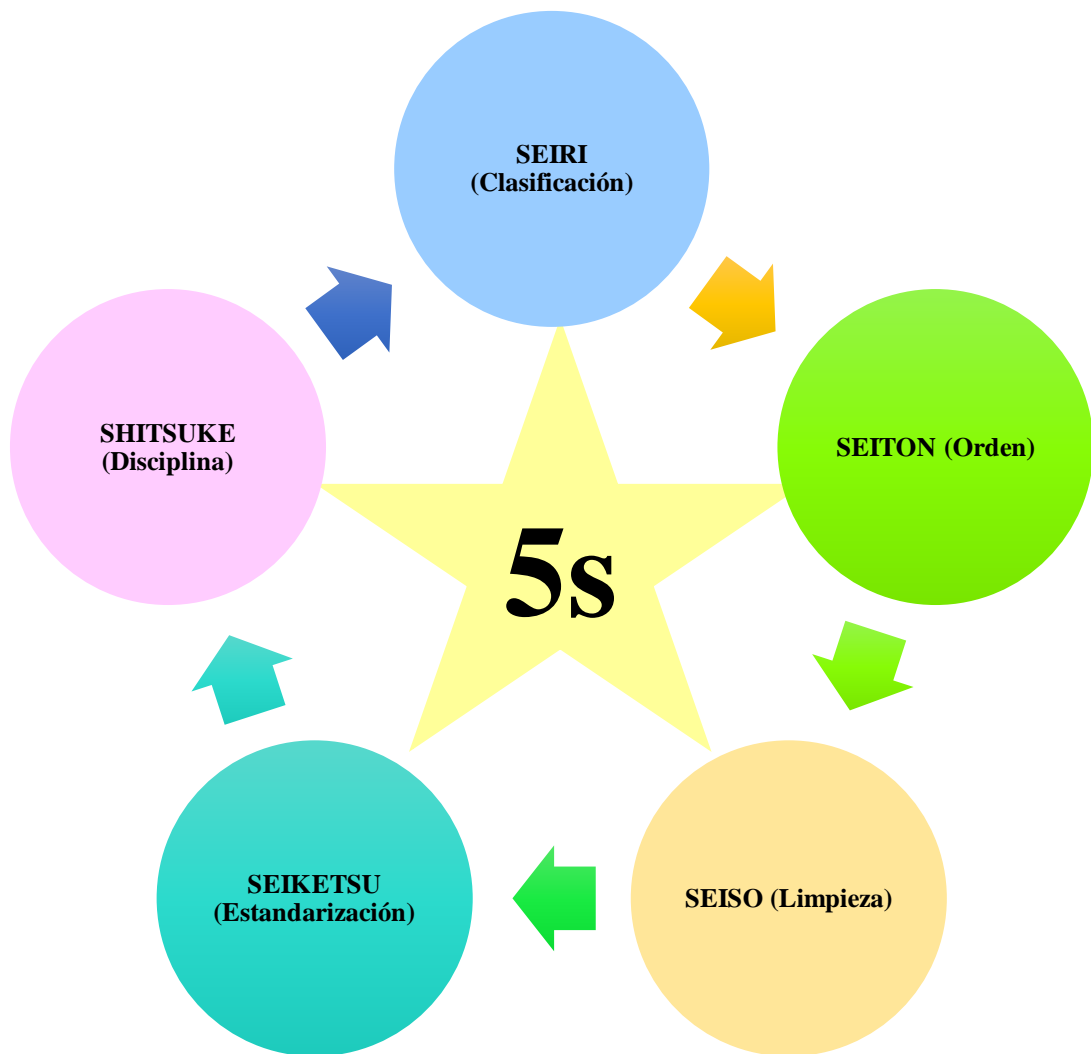 SEIRI
(Clasificación)
SEITON (Orden)
SEISO (Limpieza)
SEIKETSU
(Estandarización)
SHITSUKE
(Disciplina)
5s